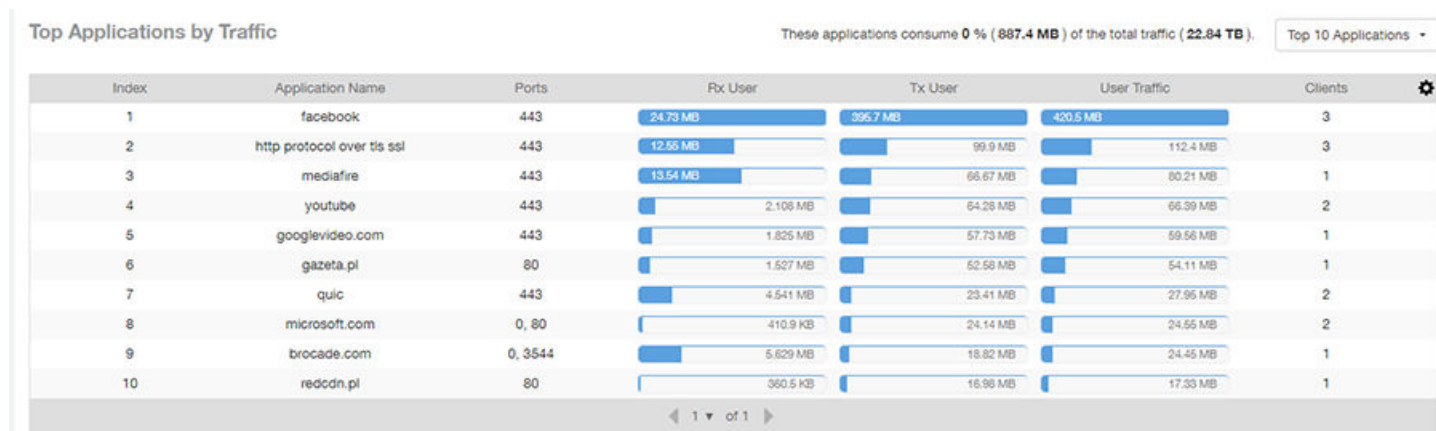 Top Applications by Traffic
These applications consume 0 % ( 887.4 MB ) of the total traffic ( 22.84 TB ). Top 10 Applications
Index Application Name Ports Rx User Tx User User Traffic Clients
1 facebook 443 24.73 MB 395.7 MB 420.5 MB 3
2 http protocol over tls ssl 443 12.55 MB 99.9 MB 112.4 MB 3
3 mediafire 443 13.54 MB 66.67 MB 80.21 MB 1
4 youtube 443 2.108 MB 64.28 MB 66.39 MB 2
5 googlevideo.com 443 1.825 MB 57.73 MB 59.56 MB 1
6 gazeta.pl 80 1.527 MB 52.58 MB 54.11 MB 1
7 quic 443 4.541 MB 23.41 MB 27.95 MB 2
8 microsoft.com 0, 80 410.9 KB 24.14 MB 24.55 MB 2
9 brocade.com 0, 3544 5.629 MB 18.82 MB 24.45 MB 1
10 redcdn.pl 80 360.5 KB 16.98 MB 17.33 MB 1
1 of 1